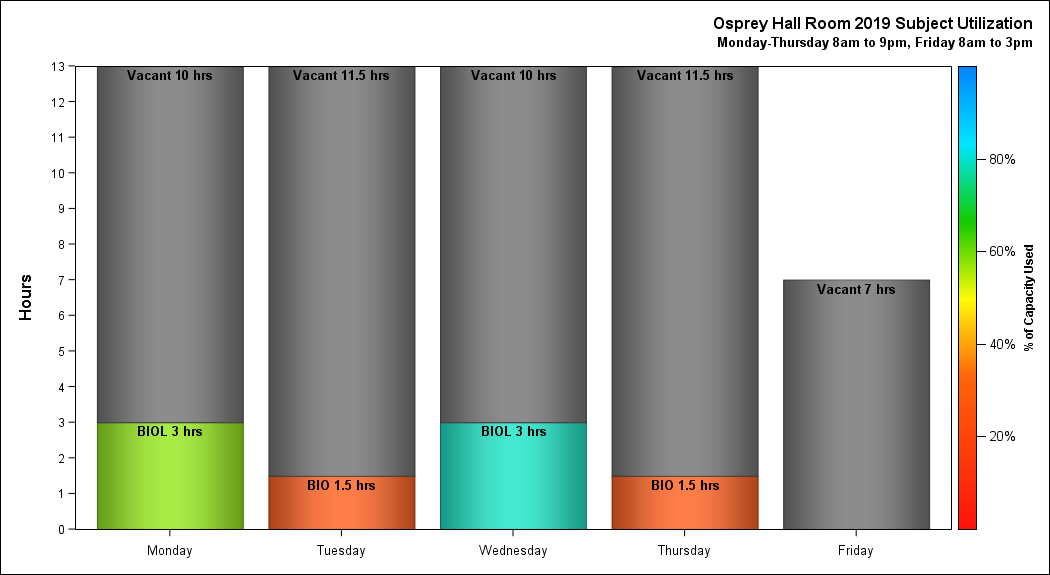 Osprey Hall Room 2019 Subject Utilization
Monday-Thursday 8am to 9pm, Friday 8am to 3pm
Hours
13
12
11
10
9
8
7
6
5
4
3
2
1
0
Vacant 10 hrs
Vacant 11.5 hrs
Vacant 10 hrs
Vacant 11.5 hrs
Vacant 7 hrs
BIOL 3 hrs
BIO 1.5 hrs
BIOL 3 hrs
BIO 1.5 hrs
Monday
Tuesday
Wednesday
Thursday
Friday
80%
60%
40%
20%
% of Capacity Used